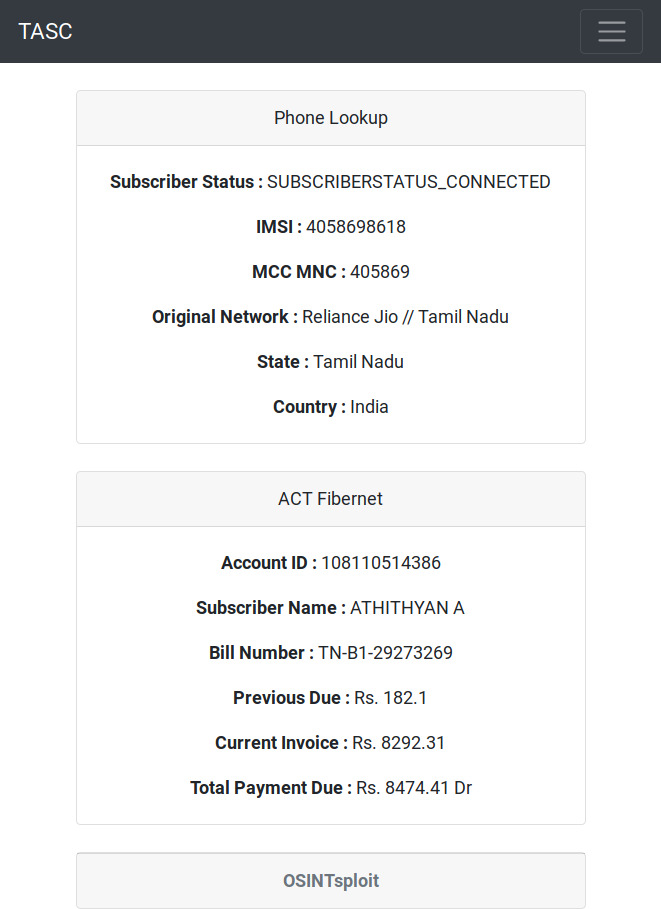 TASC
Phone Lookup
Subscriber Status : SUBSCRIBERSTATUS_CONNECTED
IMSI : 4058698618
MCC MNC : 405869
Original Network : Reliance Jio // Tamil Nadu
State : Tamil Nadu
Country : India
ACT Fibernet
Account ID : 108110514386
Subscriber Name : ATHITHYAN A
Bill Number : TN-B1-29273269
Previous Due : Rs. 182.1
Current Invoice : Rs. 8292.31
Total Payment Due : Rs. 8474.41 Dr
OSINTsploit